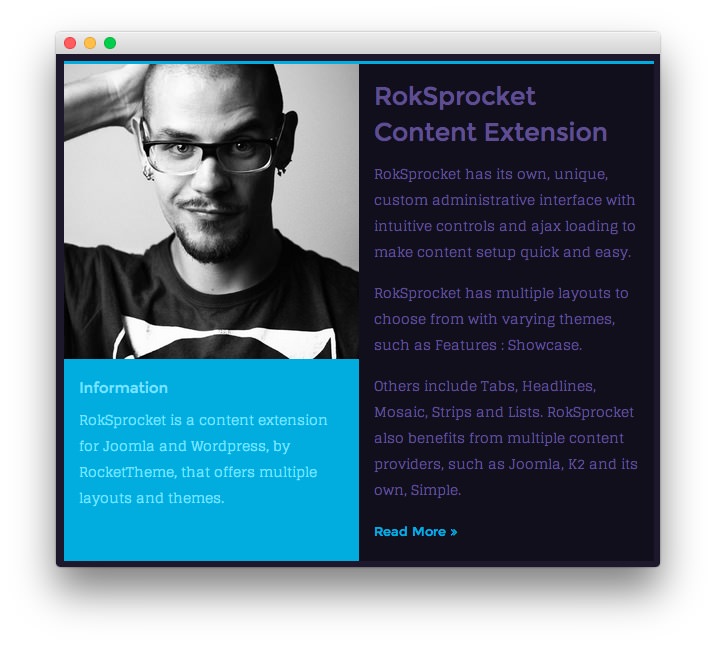 Information
RokSprocket is a content extension
for Joomla and Wordpress, by
RocketTheme, that offers multiple
layouts and themes.
RokSprocket
Content Extension
RokSprocket has its own, unique,
custom administrative interface with
intuitive controls and ajax loading to
make content setup quick and easy.
RokSprocket has multiple layouts to
choose from with varying themes,
such as Features : Showcase.
Others include Tabs, Headlines,
Mosaic, Strips and Lists. RokSprocket
also benefits from multiple content
providers, such as Joomla, K2 and its
own, Simple.
Read More »